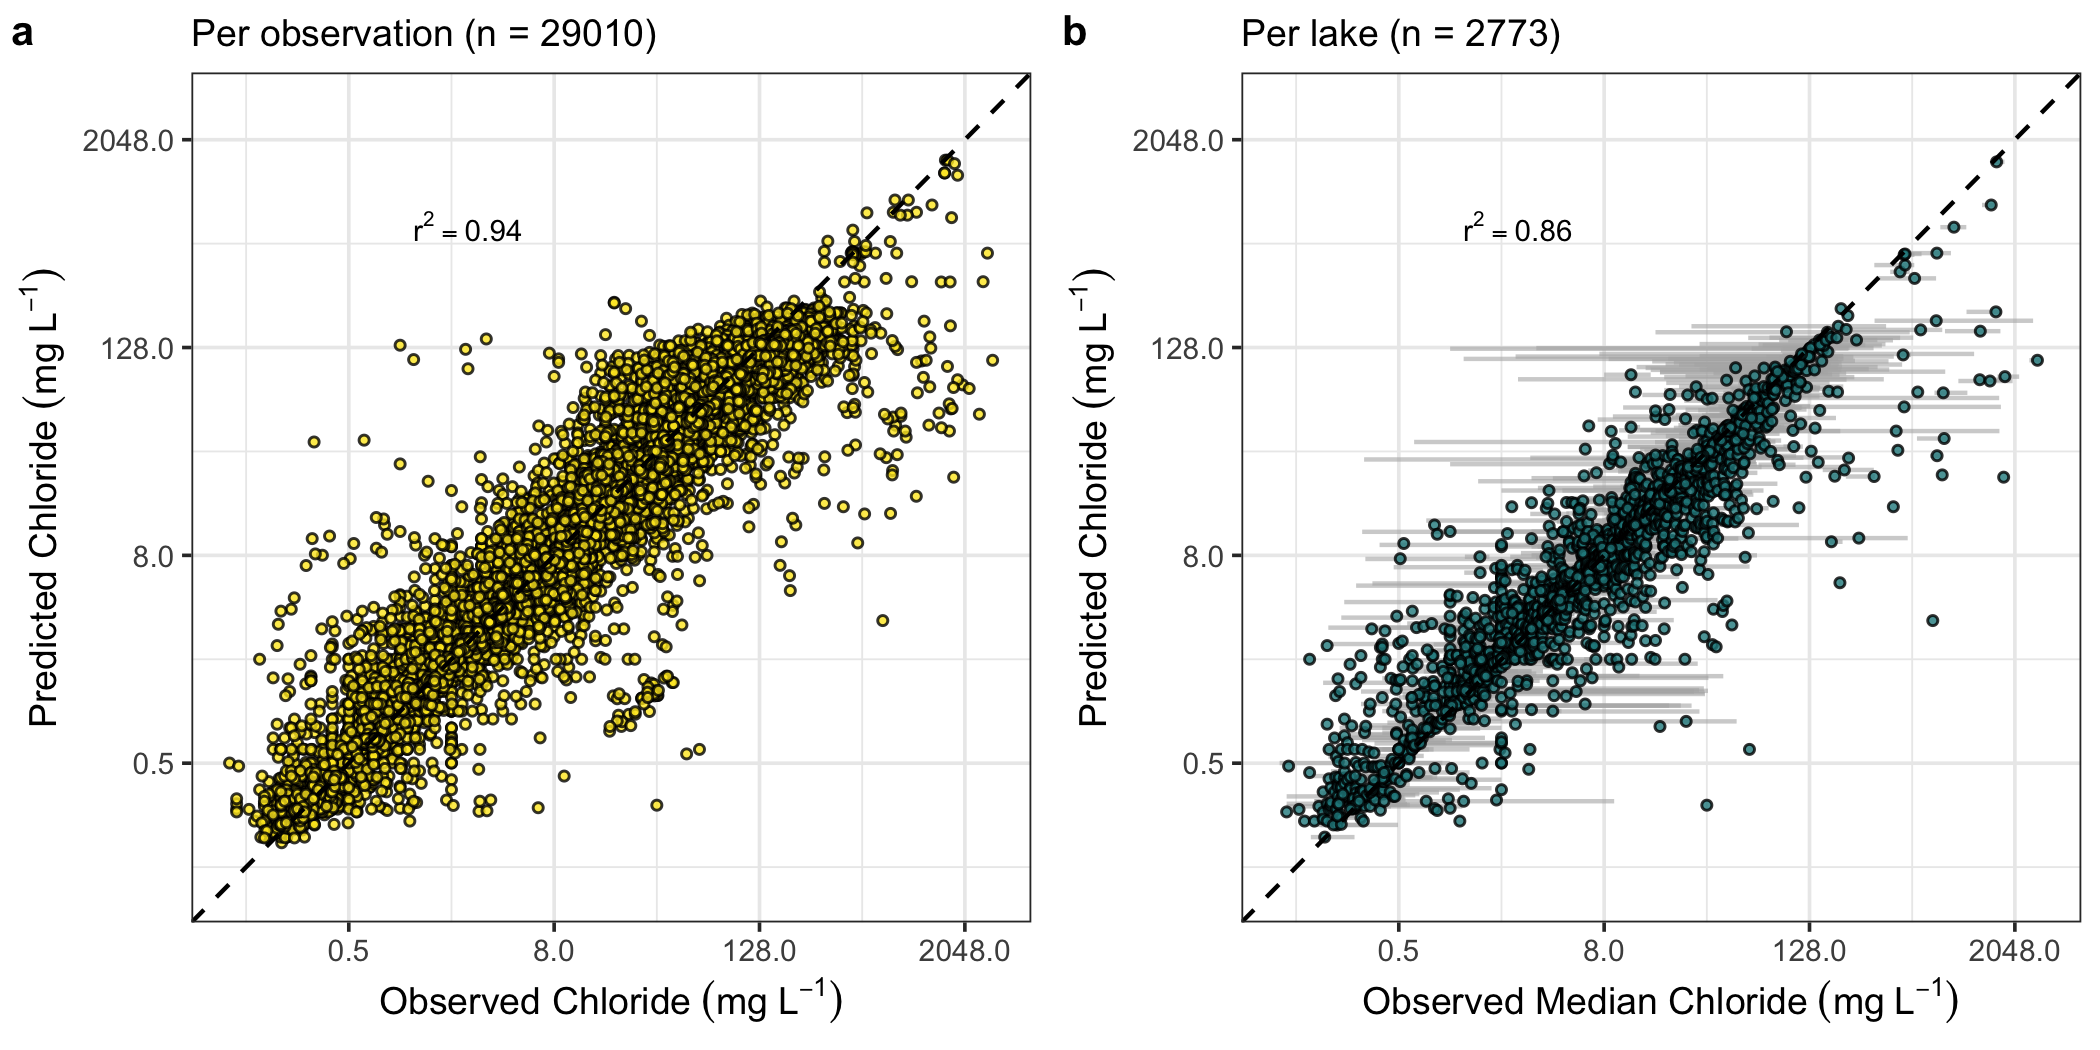 a Per observation (n = 29010)
2048.0
128.0
8.0
0.5
r² = 0.94
Predicted Chloride (mg L⁻¹)
0.5 8.0 128.0 2048.0
Observed Chloride (mg L⁻¹)
b Per lake (n = 2773)
2048.0
128.0
8.0
0.5
r² = 0.86
Predicted Chloride (mg L⁻¹)
0.5 8.0 128.0 2048.0
Observed Median Chloride (mg L⁻¹)